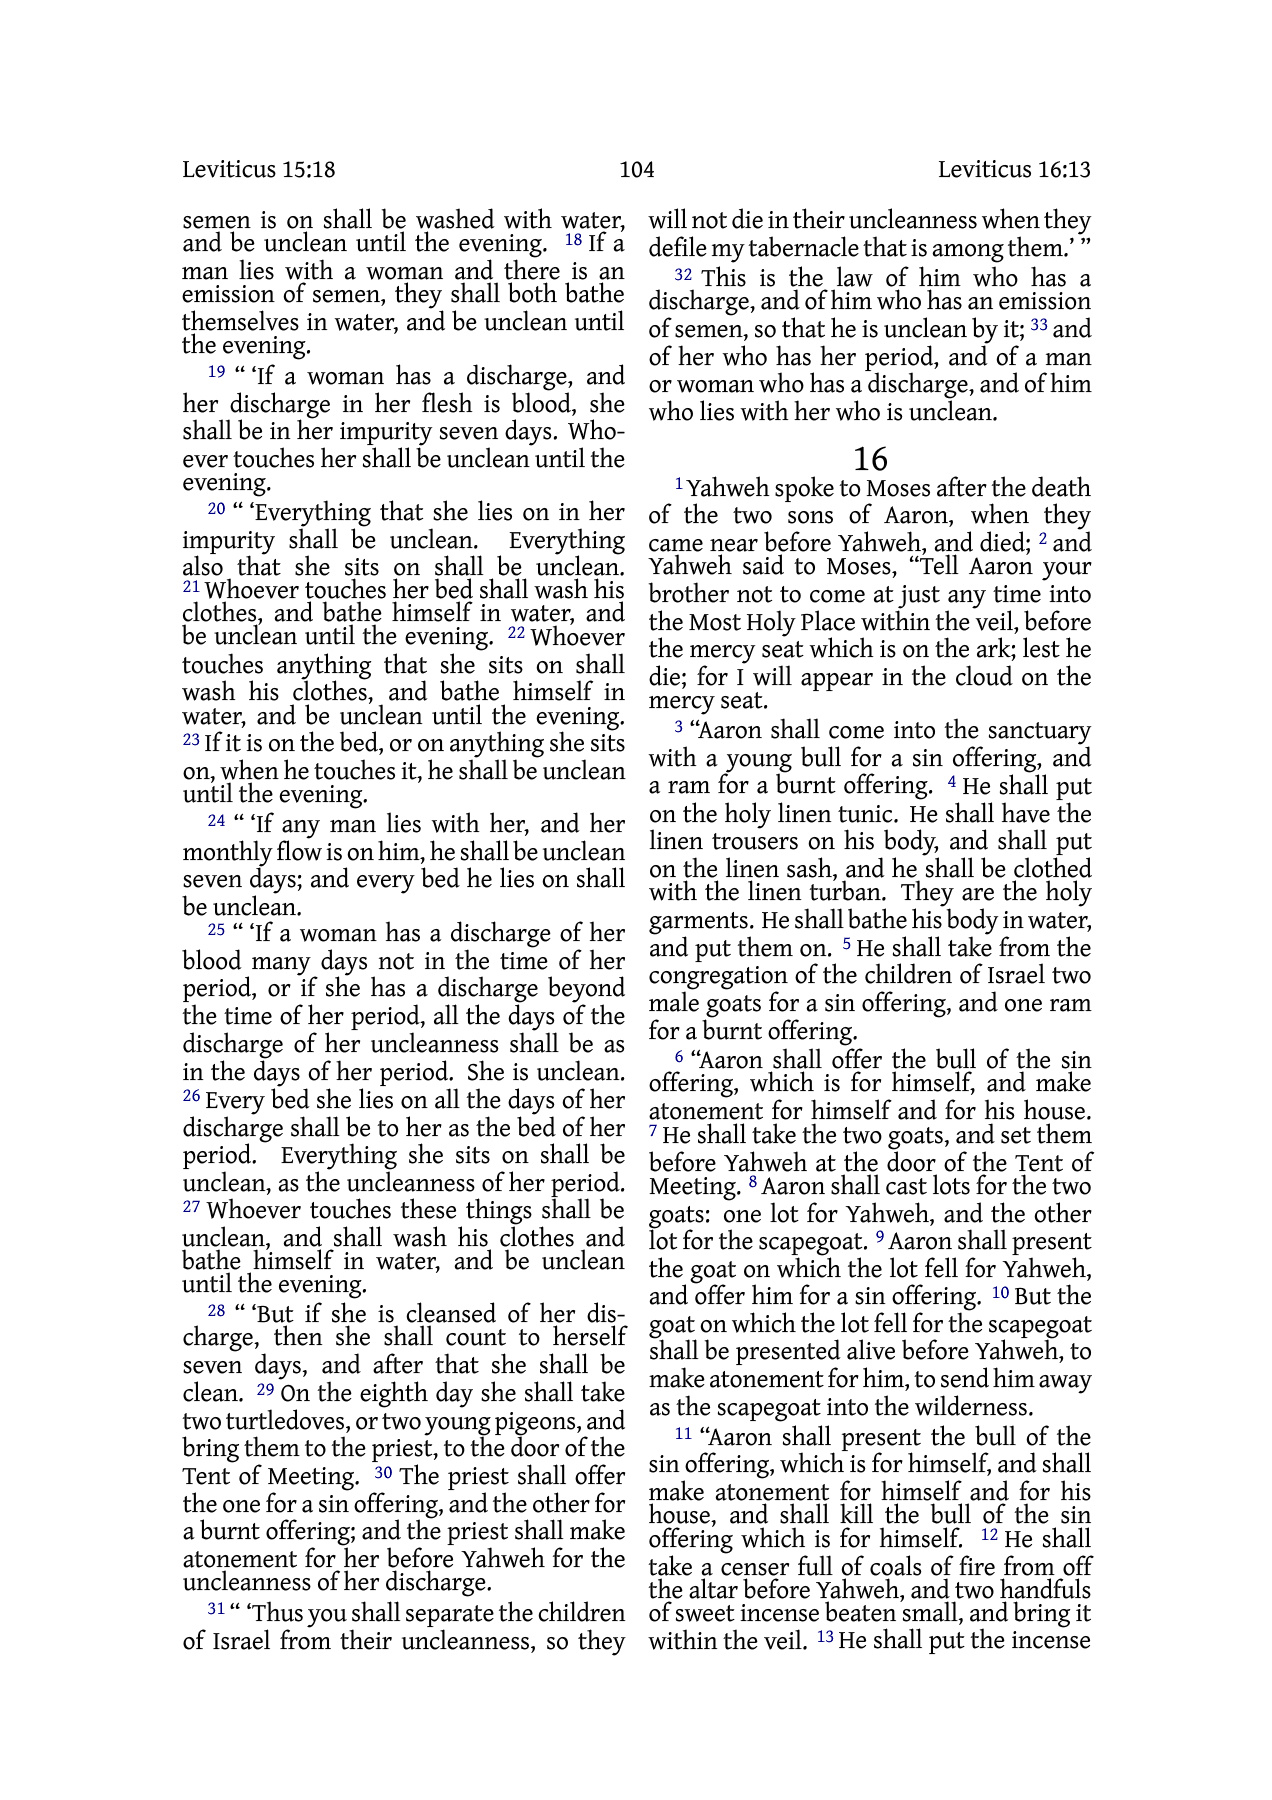 Leviticus 15:18 104 Leviticus 16:13
semen is on shall be washed with water,
and be unclean until the evening. 18 If a
man lies with a woman and there is an
emission of semen, they shall both bathe
themselves in water, and be unclean until
the evening.
19 “ ‘If a woman has a discharge, and
her discharge in her flesh is blood, she
shall be in her impurity seven days. Who-
ever touches her shall be unclean until the
evening.
20 “ ‘Everything that she lies on in her
impurity shall be unclean. Everything
also that she sits on shall be unclean.
21 Whoever touches her bed shall wash his
clothes, and bathe himself in water, and
be unclean until the evening. 22 Whoever
touches anything that she sits on shall
wash his clothes, and bathe himself in
water, and be unclean until the evening.
23 If it is on the bed, or on anything she sits
on, when he touches it, he shall be unclean
until the evening.
24 “ ‘If any man lies with her, and her
monthly flow is on him, he shall be unclean
seven days; and every bed he lies on shall
be unclean.
25 “ ‘If a woman has a discharge of her
blood many days not in the time of her
period, or if she has a discharge beyond
the time of her period, all the days of the
discharge of her uncleanness shall be as
in the days of her period. She is unclean.
26 Every bed she lies on all the days of her
discharge shall be to her as the bed of her
period. Everything she sits on shall be
unclean, as the uncleanness of her period.
27 Whoever touches these things shall be
unclean, and shall wash his clothes and
bathe himself in water, and be unclean
until the evening.
28 “ ‘But if she is cleansed of her dis-
charge, then she shall count to herself
seven days, and after that she shall be
clean. 29 On the eighth day she shall take
two turtledoves, or two young pigeons, and
bring them to the priest, to the door of the
Tent of Meeting. 30 The priest shall offer
the one for a sin offering, and the other for
a burnt offering; and the priest shall make
atonement for her before Yahweh for the
uncleanness of her discharge.
31 “ ‘Thus you shall separate the children
of Israel from their uncleanness, so they
will not die in their uncleanness when they
defile my tabernacle that is among them.’ ”
32 This is the law of him who has a
discharge, and of him who has an emission
of semen, so that he is unclean by it; 33 and
of her who has her period, and of a man
or woman who has a discharge, and of him
who lies with her who is unclean.
16
1 Yahweh spoke to Moses after the death
of the two sons of Aaron, when they
came near before Yahweh, and died; 2 and
Yahweh said to Moses, “Tell Aaron your
brother not to come at just any time into
the Most Holy Place within the veil, before
the mercy seat which is on the ark; lest he
die; for I will appear in the cloud on the
mercy seat.
3 “Aaron shall come into the sanctuary
with a young bull for a sin offering, and
a ram for a burnt offering. 4 He shall put
on the holy linen tunic. He shall have the
linen trousers on his body, and shall put
on the linen sash, and he shall be clothed
with the linen turban. They are the holy
garments. He shall bathe his body in water,
and put them on. 5 He shall take from the
congregation of the children of Israel two
male goats for a sin offering, and one ram
for a burnt offering.
6 “Aaron shall offer the bull of the sin
offering, which is for himself, and make
atonement for himself and for his house.
7 He shall take the two goats, and set them
before Yahweh at the door of the Tent of
Meeting. 8 Aaron shall cast lots for the two
goats: one lot for Yahweh, and the other
lot for the scapegoat. 9 Aaron shall present
the goat on which the lot fell for Yahweh,
and offer him for a sin offering. 10 But the
goat on which the lot fell for the scapegoat
shall be presented alive before Yahweh, to
make atonement for him, to send him away
as the scapegoat into the wilderness.
11 “Aaron shall present the bull of the
sin offering, which is for himself, and shall
make atonement for himself and for his
house, and shall kill the bull of the sin
offering which is for himself. 12 He shall
take a censer full of coals of fire from off
the altar before Yahweh, and two handfuls
of sweet incense beaten small, and bring it
within the veil. 13 He shall put the incense